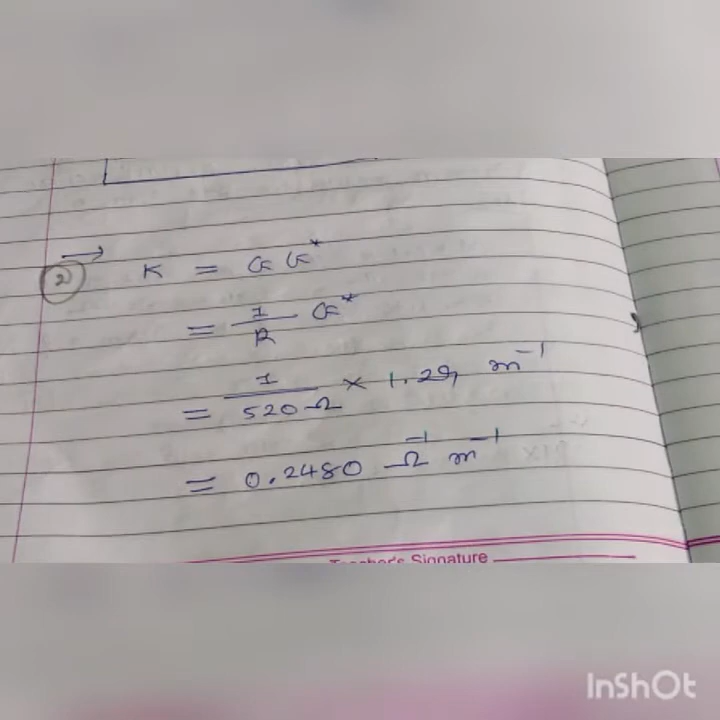 2 → K = G G*
= 1/R G*
= 1/520 Ω × 1.29 m⁻¹
= 0.2480 Ω⁻¹ m⁻¹
Teacher's Signature
InShOt